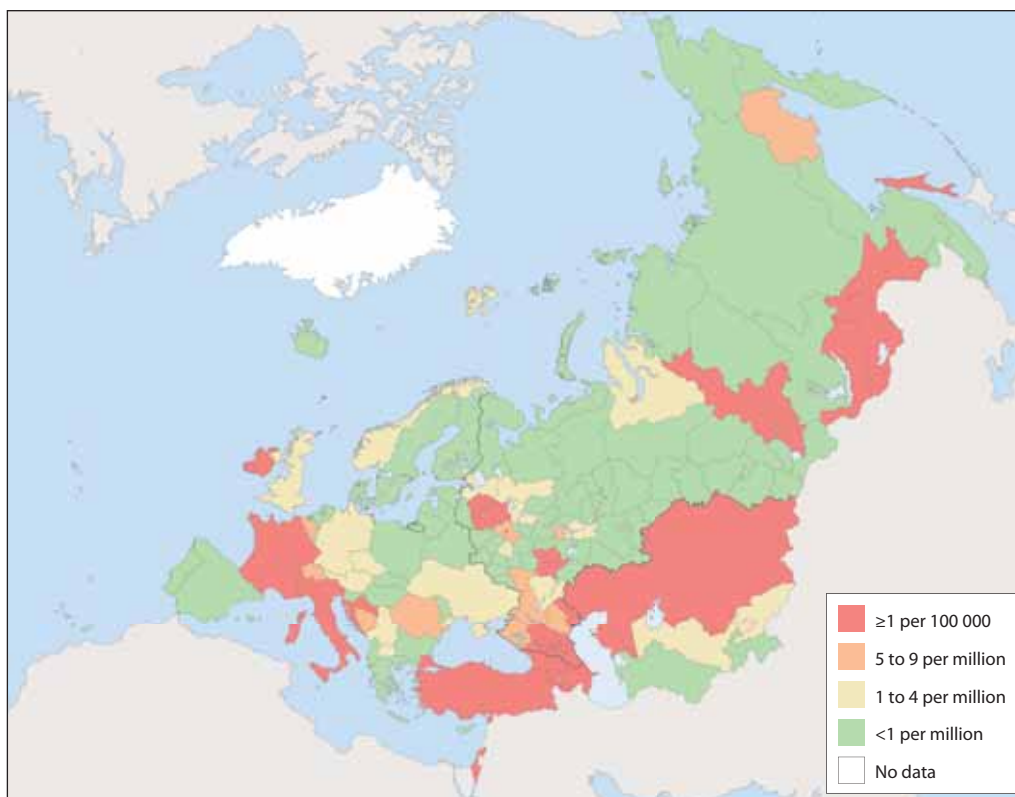 ≥1 per 100 000
5 to 9 per million
1 to 4 per million
<1 per million
No data